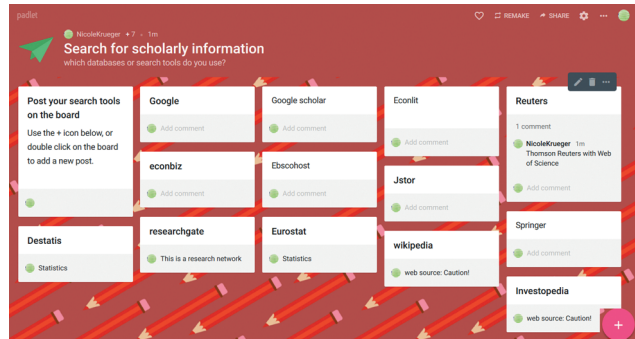 padlet
REMAKE
SHARE
NicoleKrueger +7 - 1m
Search for scholarly information
which databases or search tools do you use?
Post your search tools
on the board
Use the + icon below, or
double click on the board
to add a new post.
Destatis
Statistics
Google
Add comment
econbiz
Add comment
researchgate
This is a research network
Google scholar
Add comment
Ebscohost
Add comment
Eurostat
Statistics
Econlit
Add comment
Jstor
Add comment
wikipedia
web source: Caution!
Reuters
1 comment
NicoleKrueger 1m
Thomson Reuters with Web
of Science
Add comment
Springer
Add comment
Investopedia
web source: Caution!